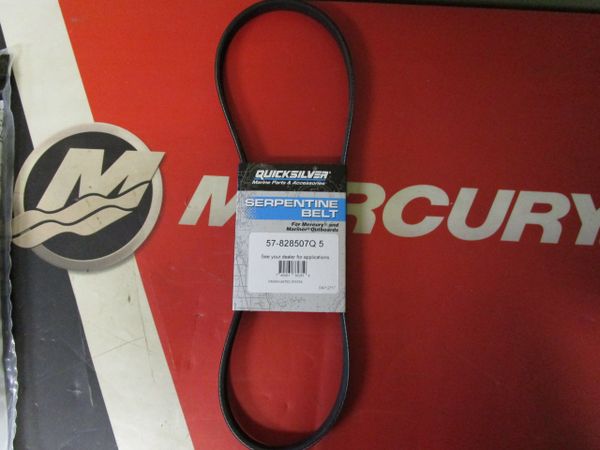 QUICKSILVER
Marine Parts & Accessories
SERPENTINE
BELT
For Mercury® and
Mariner® Outboards
57-828507Q 5
See your dealer for applications
MERCURY